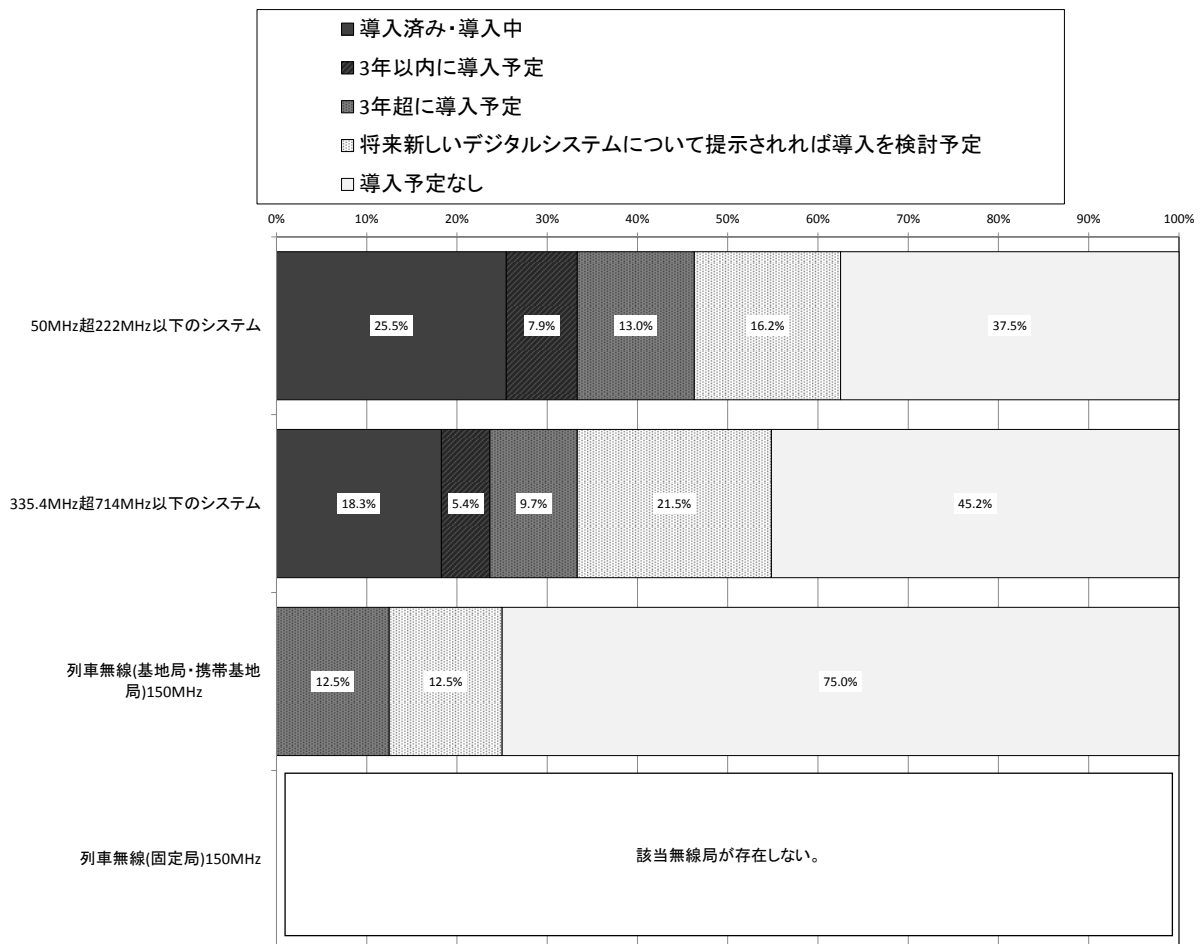 導入済み・導入中
3年以内に導入予定
3年超に導入予定
将来新しいデジタルシステムについて提示されれば導入を検討予定
導入予定なし
0% 10% 20% 30% 40% 50% 60% 70% 80% 90% 100%
50MHz超222MHz以下のシステム 25.5% 7.9% 13.0% 16.2% 37.5%
335.4MHz超714MHz以下のシステム 18.3% 5.4% 9.7% 21.5% 45.2%
列車無線(基地局・携帯基地
局)150MHz
12.5% 12.5% 75.0%
列車無線(固定局)150MHz 該当無線局が存在しない。